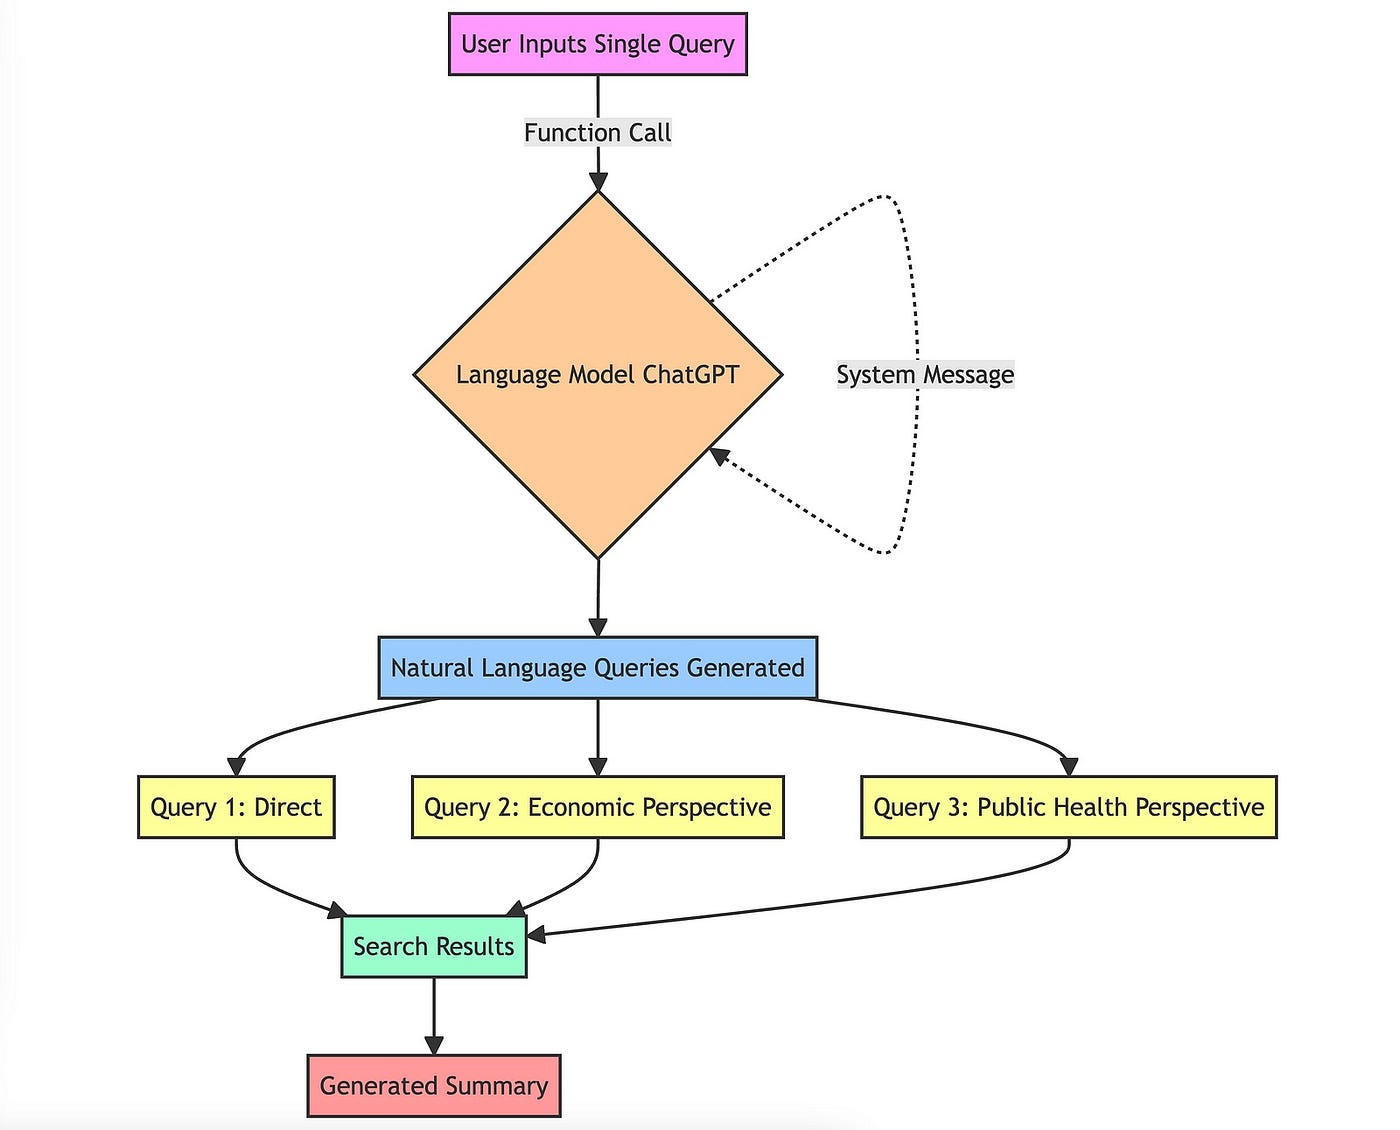 User Inputs Single Query
Function Call
Language Model ChatGPT
System Message
Natural Language Queries Generated
Query 1: Direct
Query 2: Economic Perspective
Query 3: Public Health Perspective
Search Results
Generated Summary